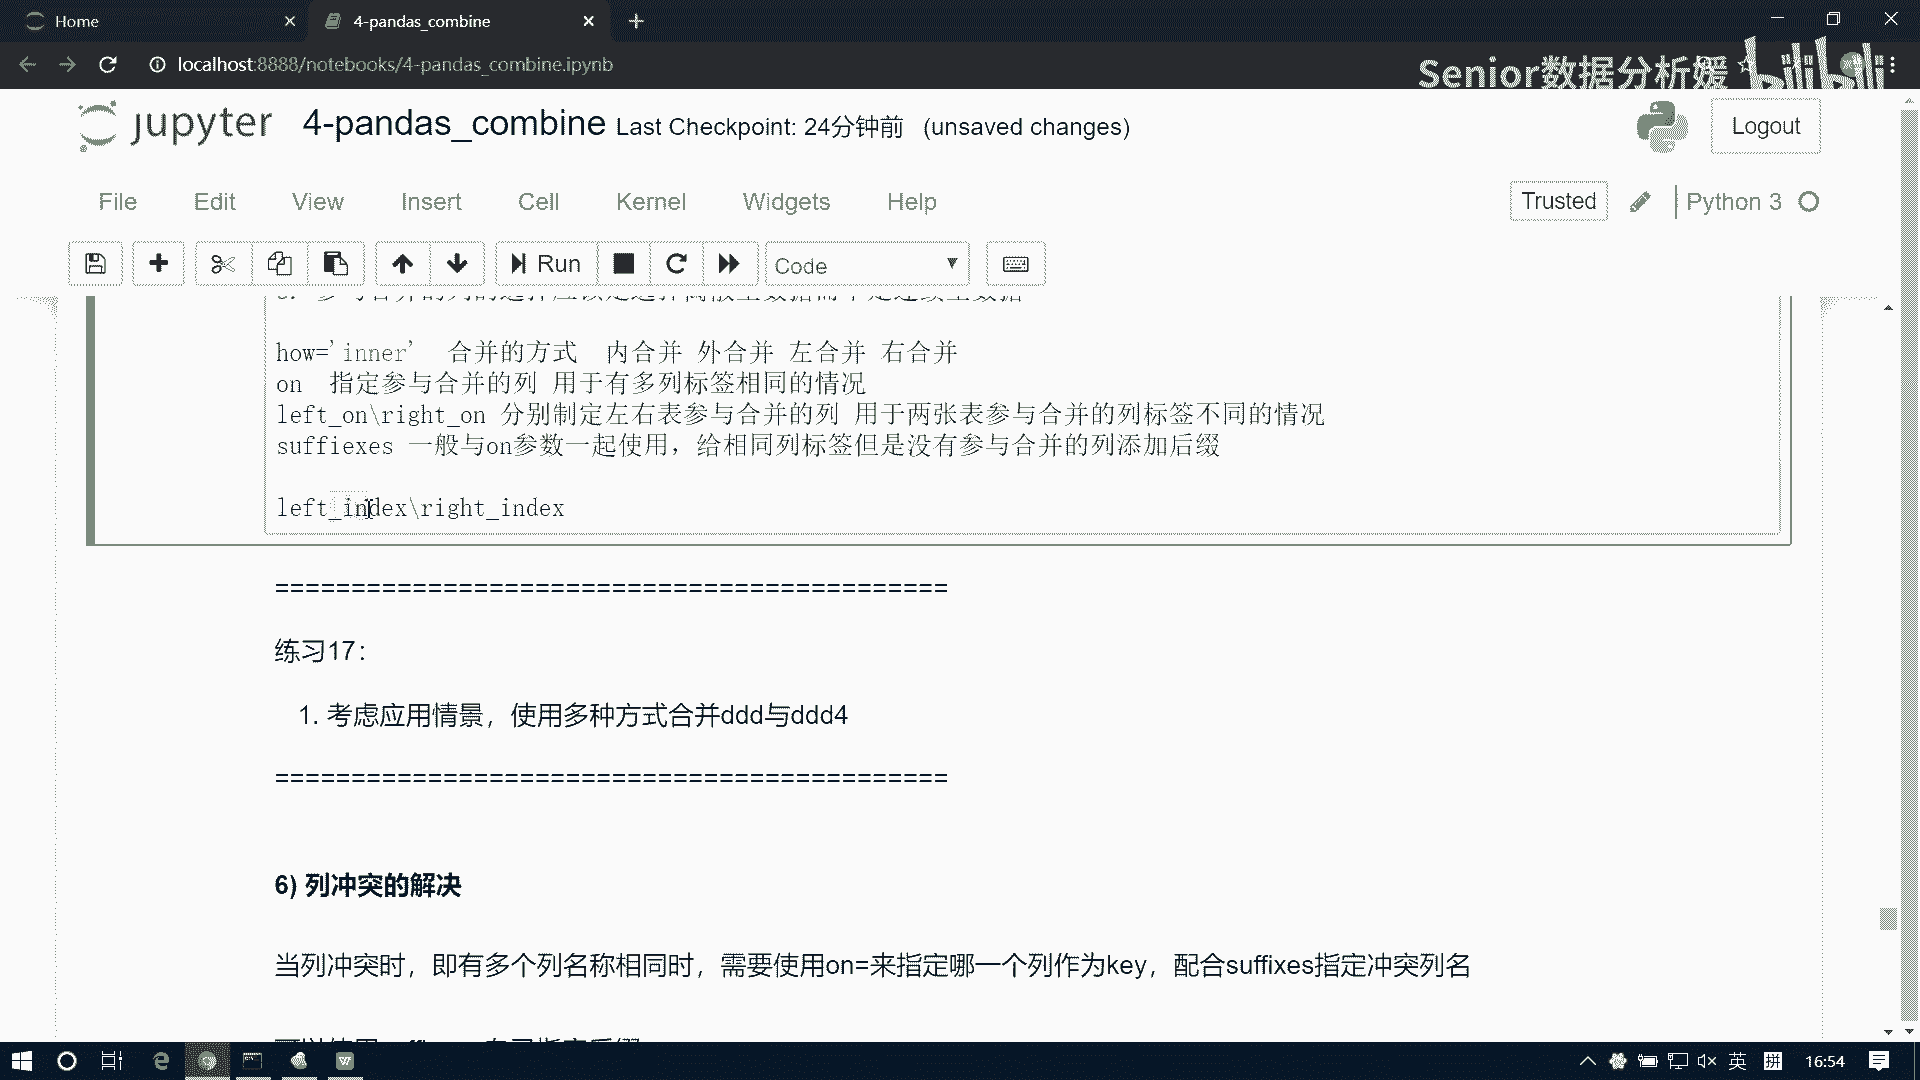 Home
4-pandas_combine
localhost:8888/notebooks/4-pandas_combine.ipynb
Senior数据分析媛 bilibili
jupyter 4-pandas_combine Last Checkpoint: 24分钟前 (unsaved changes)
Logout
File Edit View Insert Cell Kernel Widgets Help
Trusted Python 3
Run Code
how='inner' 合并的方式 内合并 外合并 左合并 右合并
on 指定参与合并的列 用于有多列标签相同的情况
left_on\right_on 分别制定左右表参与合并的列 用于两张表参与合并的列标签不同的情况
suffiexes 一般与on参数一起使用，给相同列标签但是没有参与合并的列添加后缀
left_index\right_index
============================================
练习17：
1. 考虑应用情景，使用多种方式合并ddd与ddd4
============================================
6) 列冲突的解决
当列冲突时，即有多个列名称相同时，需要使用on=来指定哪一个列作为key，配合suffixes指定冲突列名
英 拼 16:54